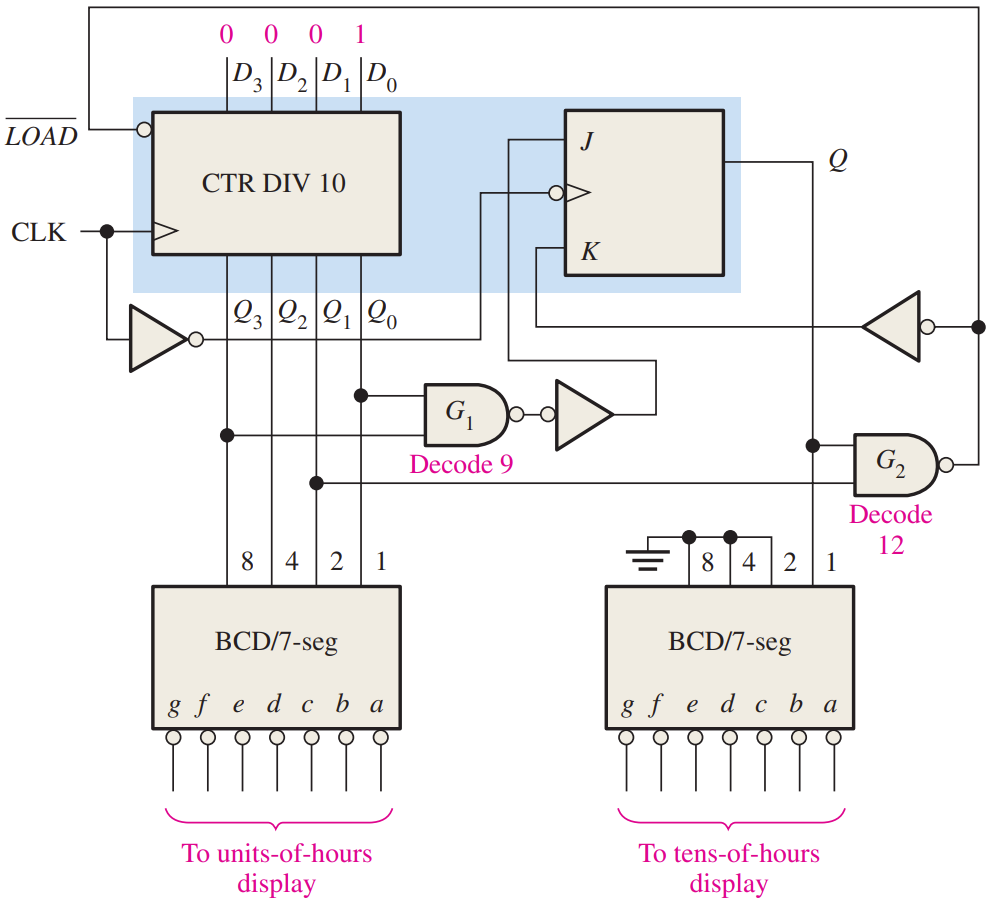 0 0 0 1
D3 D2 D1 D0
LOAD
CTR DIV 10
J
Q
CLK
K
Q3 Q2 Q1 Q0
G1
Decode 9
G2
Decode
12
8 4 2 1
8 4 2 1
BCD/7-seg
BCD/7-seg
g f e d c b a
g f e d c b a
To units-of-hours
display
To tens-of-hours
display